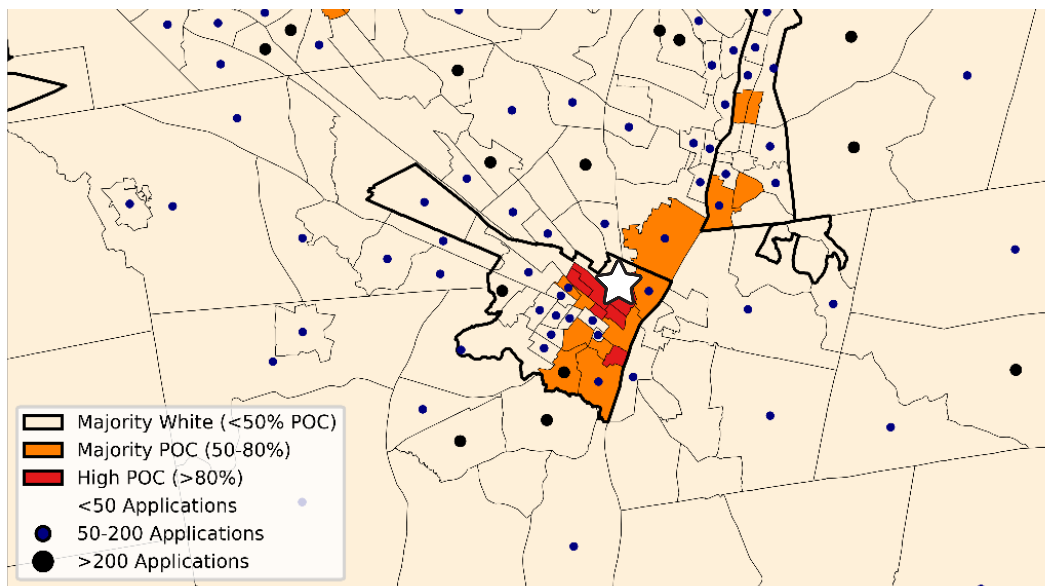 Majority White (<50% POC)
Majority POC (50-80%)
High POC (>80%)
<50 Applications
50-200 Applications
>200 Applications